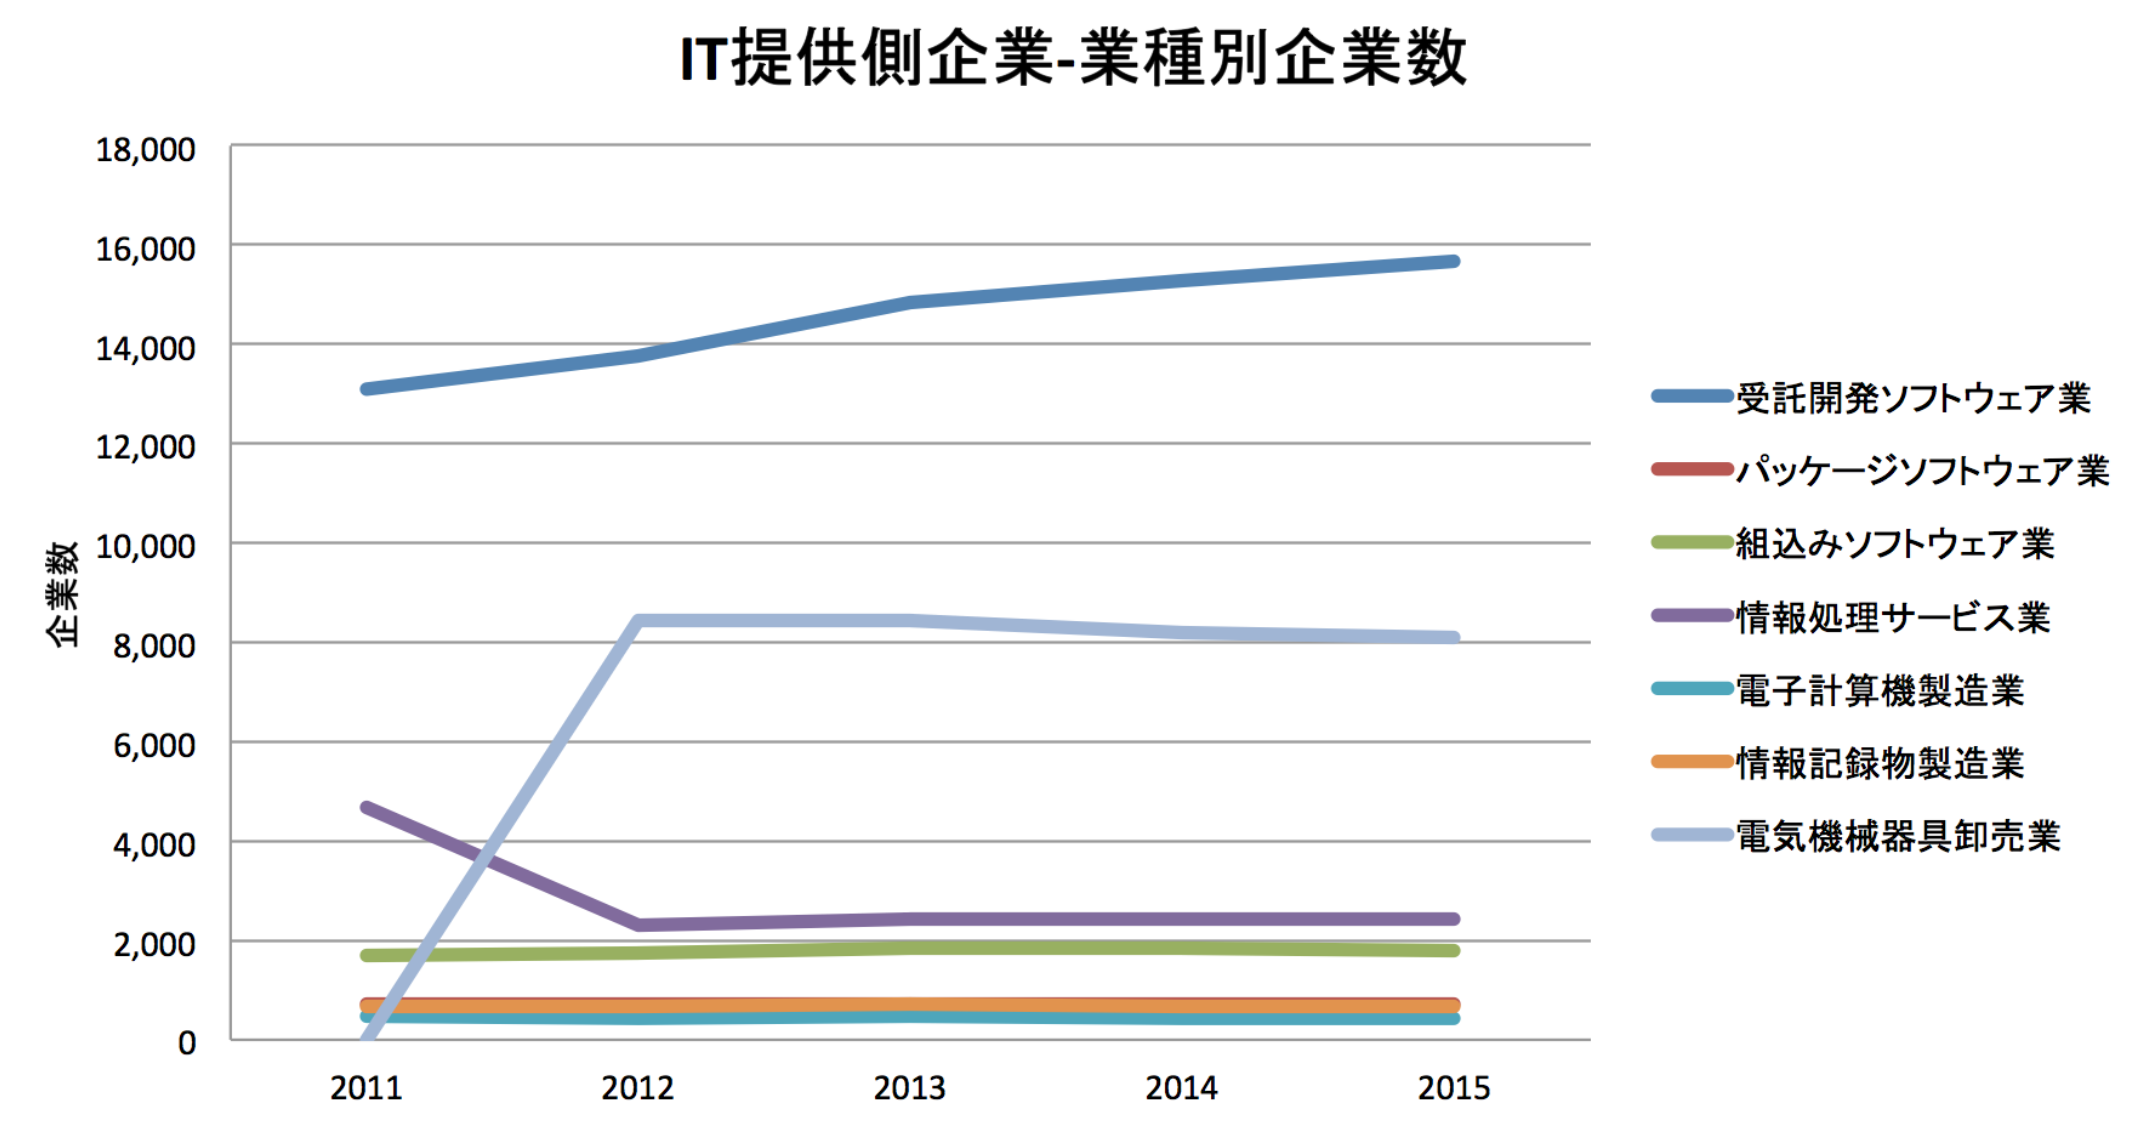 IT提供側企業-業種別企業数
18,000
16,000
14,000
12,000
10,000
8,000
6,000
4,000
2,000
0
企業数
2011 2012 2013 2014 2015
受託開発ソフトウェア業
パッケージソフトウェア業
組込みソフトウェア業
情報処理サービス業
電子計算機製造業
情報記録物製造業
電気機械器具卸売業